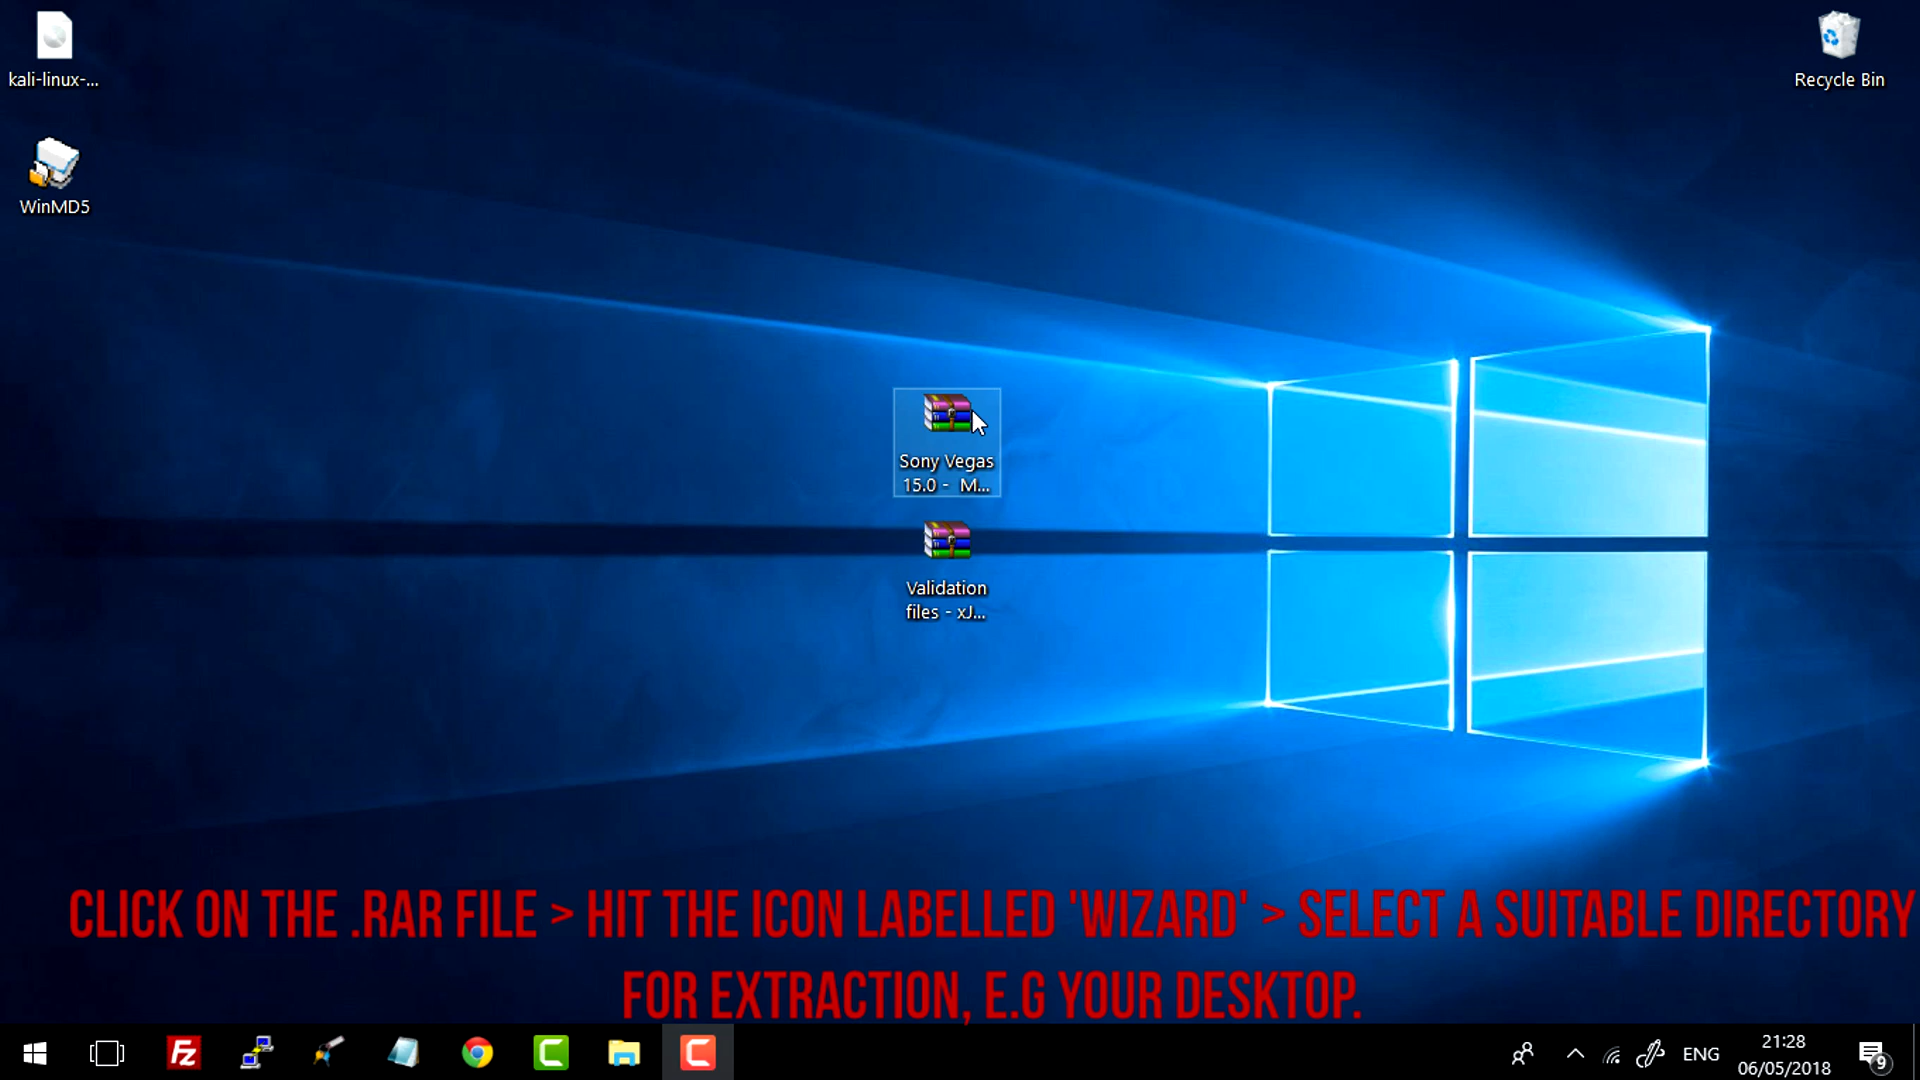 kali-linux-...
Recycle Bin
WinMD5
Sony Vegas
15.0 - M...
Validation
files - xJ...
CLICK ON THE .RAR FILE > HIT THE ICON LABELLED 'WIZARD' > SELECT A SUITABLE DIRECTORY
FOR EXTRACTION, E.G YOUR DESKTOP.
Fz
ENG
21:28
06/05/2018
9